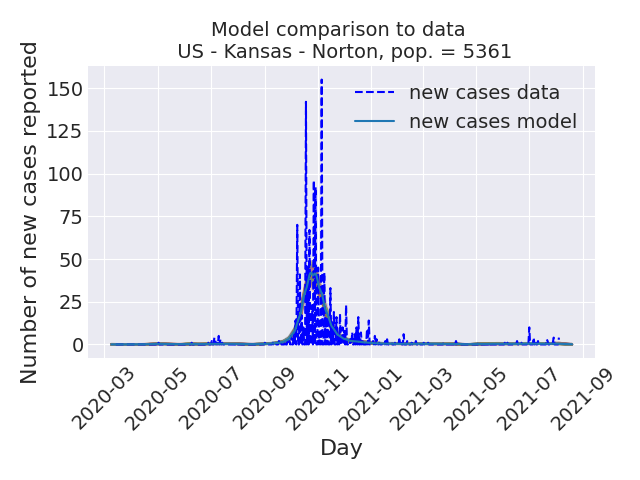 Model comparison to data
US - Kansas - Norton, pop. = 5361
new cases data
new cases model
Number of new cases reported
150
125
100
75
50
25
0
2020-03
2020-05
2020-07
2020-09
2020-11
2021-01
2021-03
2021-05
2021-07
2021-09
Day